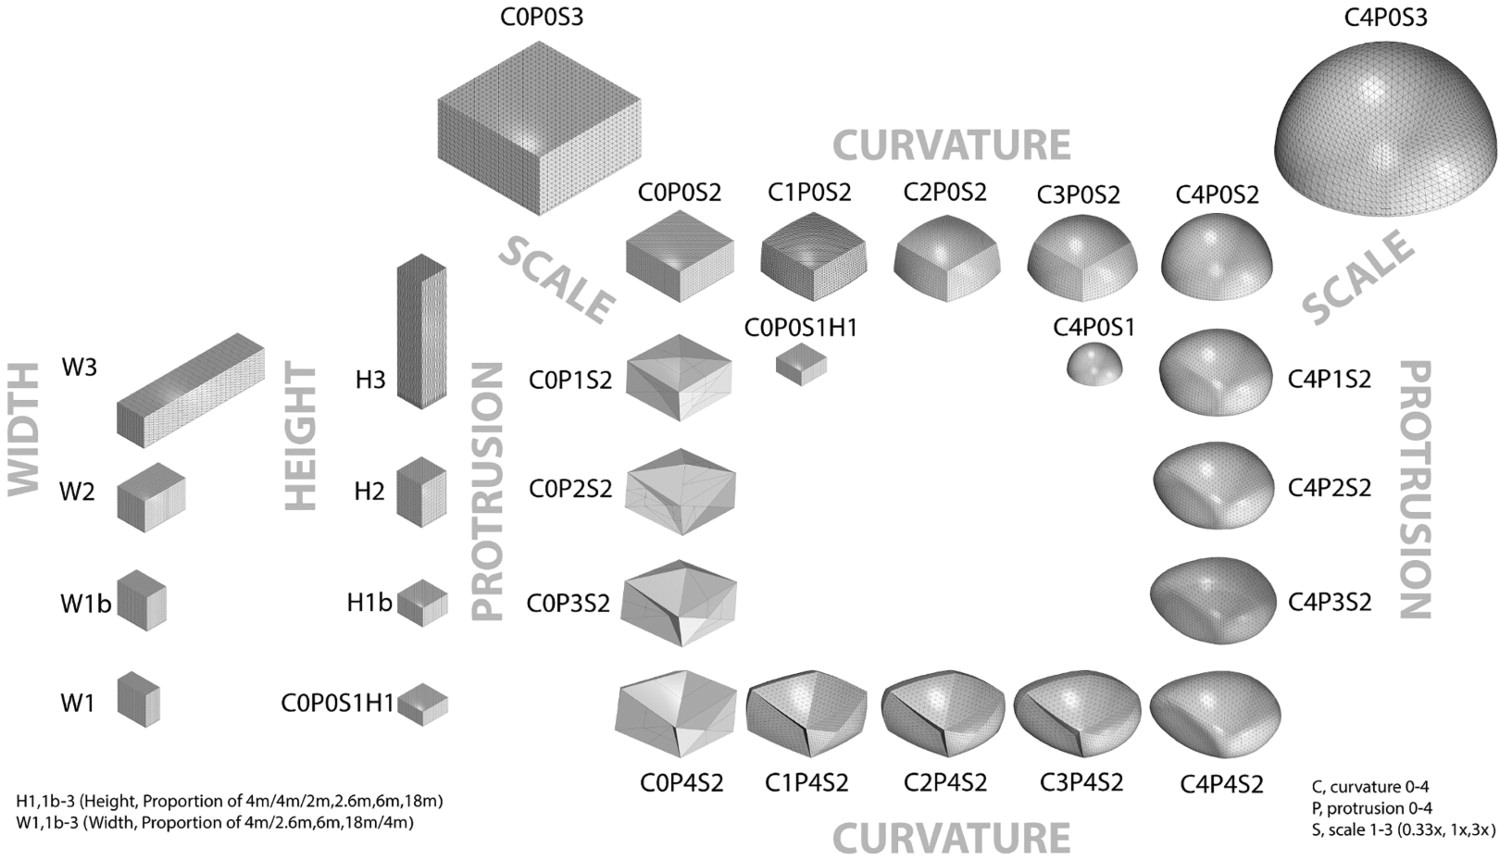 C0P0S3
C4P0S3
CURVATURE
C0P0S2
C1P0S2
C2P0S2
C3P0S2
C4P0S2
SCALE
SCALE
C0P0S1H1
C4P0S1
WIDTH
W3
HEIGHT
H3
PROTRUSION
C0P1S2
C4P1S2
PROTRUSION
W2
H2
C0P2S2
C4P2S2
W1b
H1b
C0P3S2
C4P3S2
W1
C0P0S1H1
C0P4S2
C1P4S2
C2P4S2
C3P4S2
C4P4S2
H1,1b-3 (Height, Proportion of 4m/4m/2m,2.6m,6m,18m)
W1,1b-3 (Width, Proportion of 4m/2.6m,6m,18m/4m)
CURVATURE
C, curvature 0-4
P, protrusion 0-4
S, scale 1-3 (0.33x, 1x,3x)